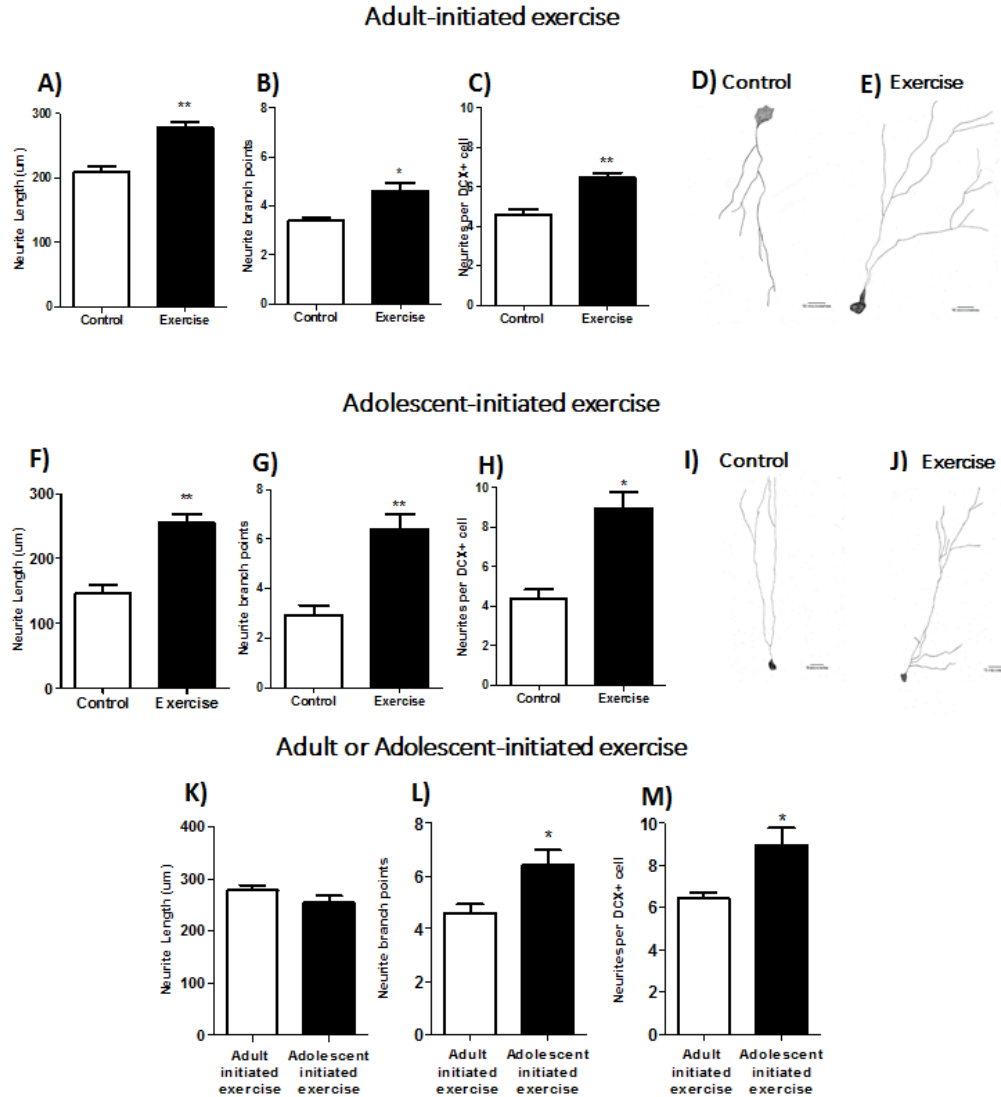 Adult-initiated exercise
A)
Neurite Length (um)
300
200
100
0
Control
Exercise
**
B)
Neurite branch points
8
6
4
2
0
Control
Exercise
*
C)
Neurites per DCX+ cell
10
8
6
4
2
0
Control
Exercise
**
D) Control
E) Exercise
Adolescent-initiated exercise
F)
Neurite Length (um)
300
200
100
0
Control
Exercise
**
G)
Neurite branch points
8
6
4
2
0
Control
Exercise
**
H)
Neurites per DCX+ cell
10
8
6
4
2
0
Control
Exercise
*
I) Control
J) Exercise
Adult or Adolescent-initiated exercise
K)
Neurite Length (um)
400
300
200
100
0
Adult
initiated
exercise
Adolescent
initiated
exercise
L)
Neurite branch points
8
6
4
2
0
Adult
initiated
exercise
Adolescent
initiated
exercise
*
M)
Neurites per DCX+ cell
10
8
6
4
2
0
Adult
initiated
exercise
Adolescent
initiated
exercise
*